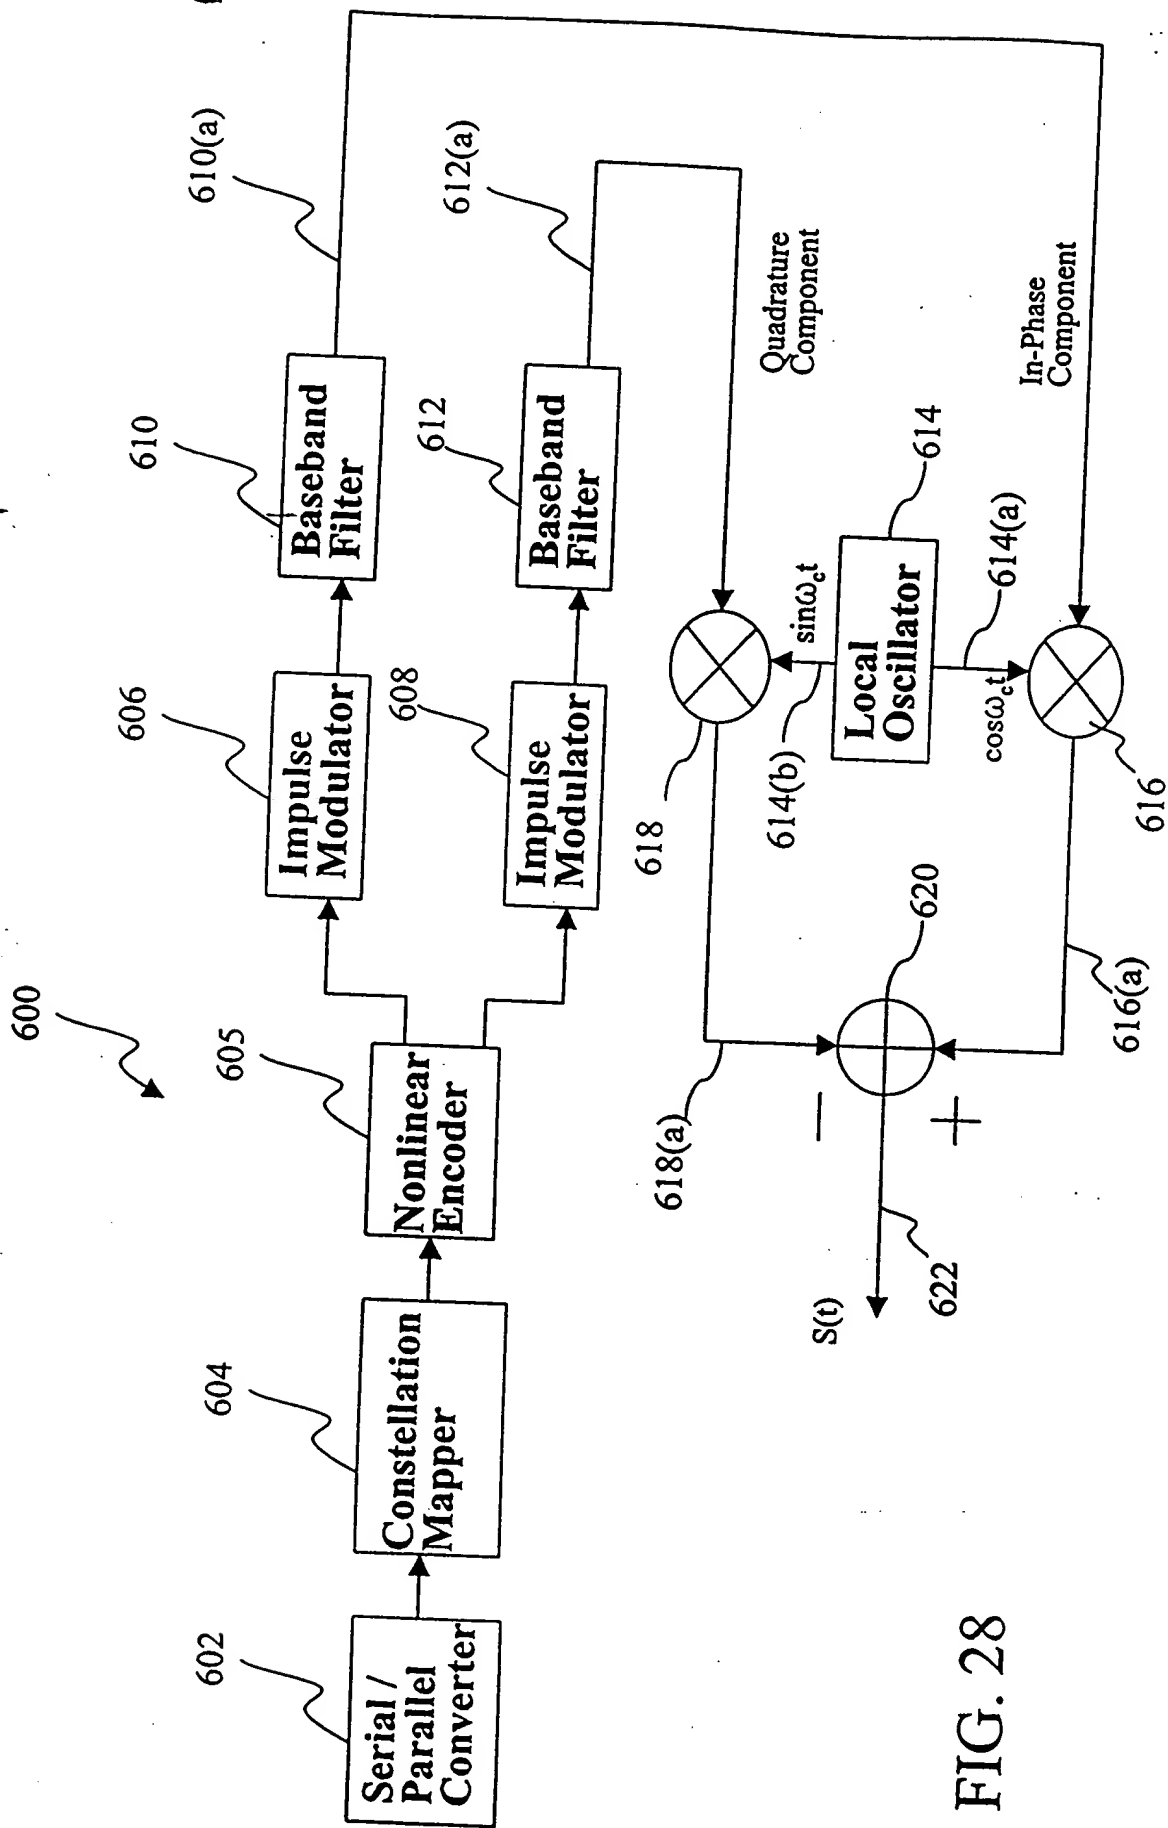 600
602
Serial /
Parallel
Converter
604
Constellation
Mapper
605
Nonlinear
Encoder
606
Impulse
Modulator
610
Baseband
Filter
610(a)
608
Impulse
Modulator
612
Baseband
Filter
612(a)
Quadrature
Component
618
618(a)
sinω_ct
614(b)
Local
Oscillator
614
cosω_ct
614(a)
In-Phase
Component
616
616(a)
620
−
+
S(t)
622
FIG. 28